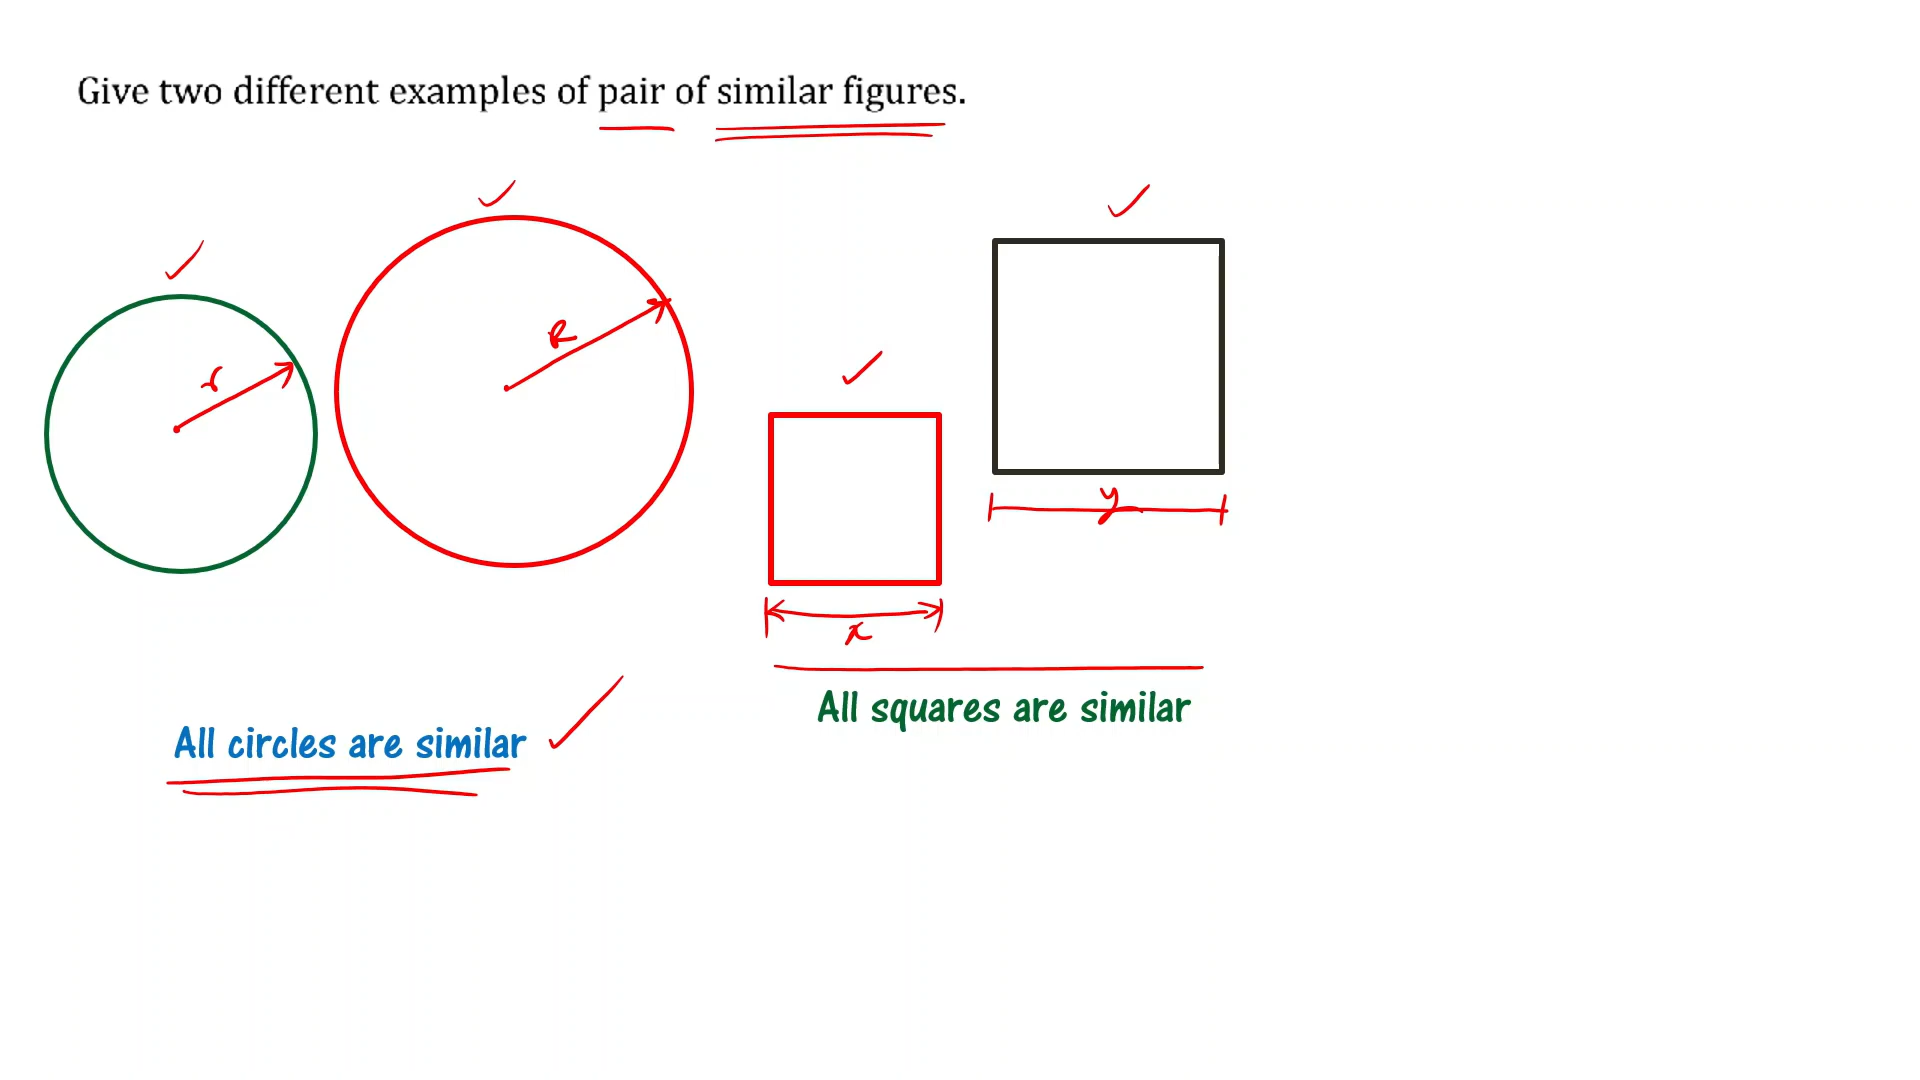 Give two different examples of pair of similar figures.
r
R
y
x
All squares are similar
All circles are similar